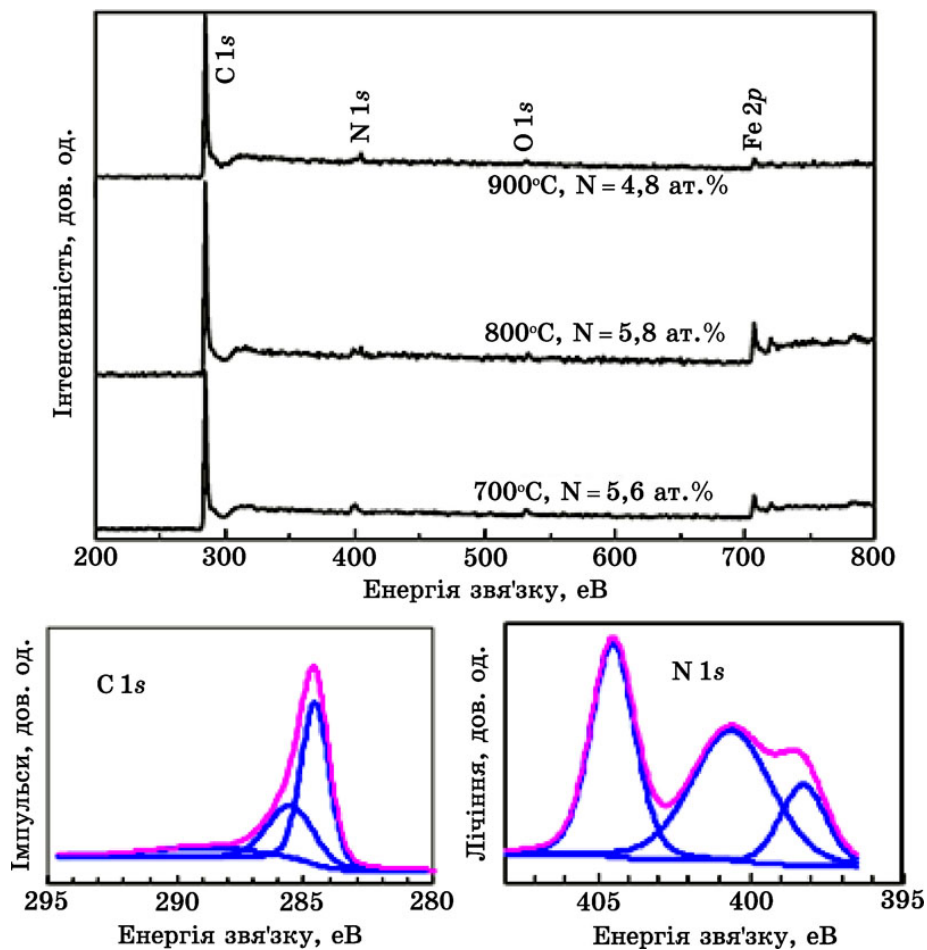 C 1s
N 1s
O 1s
Fe 2p
900°C, N = 4,8 ат.%
800°C, N = 5,8 ат.%
700°C, N = 5,6 ат.%
Інтенсивність, дов. од.
200 300 400 500 600 700 800
Енергія звя'зку, еВ
C 1s
Імпульси, дов. од.
295 290 285 280
Енергія звя'зку, еВ
N 1s
Лічіння, дов. од.
405 400 395
Енергія звя'зку, еВ